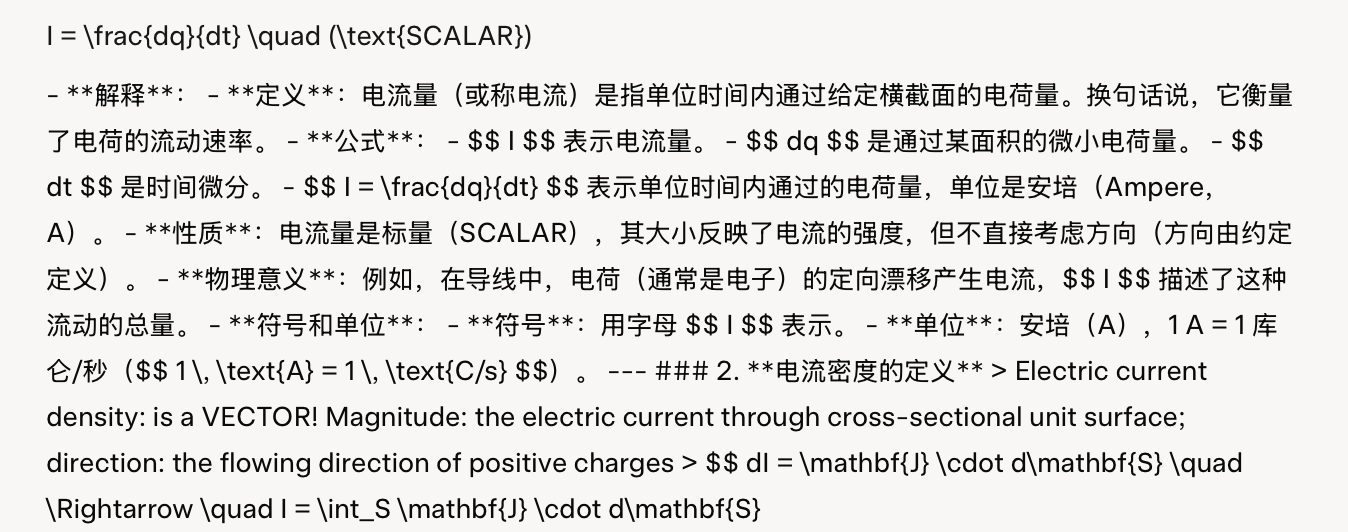 I = \frac{dq}{dt} \quad (\text{SCALAR})
- **解释**： - **定义**：电流量（或称电流）是指单位时间内通过给定横截面的电荷量。换句话说，它衡量
了电荷的流动速率。 - **公式**： - $$ I $$ 表示电流量。 - $$ dq $$ 是通过某面积的微小电荷量。 - $$
dt $$ 是时间微分。 - $$ I = \frac{dq}{dt} $$ 表示单位时间内通过的电荷量，单位是安培（Ampere,
A）。 - **性质**：电流量是标量（SCALAR），其大小反映了电流的强度，但不直接考虑方向（方向由约定
定义）。 - **物理意义**：例如，在导线中，电荷（通常是电子）的定向漂移产生电流，$$ I $$ 描述了这种
流动的总量。 - **符号和单位**： - **符号**：用字母 $$ I $$ 表示。 - **单位**：安培（A），1 A = 1 库
仑/秒（$$ 1 \, \text{A} = 1 \, \text{C/s} $$）。 --- ### 2. **电流密度的定义** > Electric current
density: is a VECTOR! Magnitude: the electric current through cross-sectional unit surface;
direction: the flowing direction of positive charges > $$ dI = \mathbf{J} \cdot d\mathbf{S} \quad
\Rightarrow \quad I = \int_S \mathbf{J} \cdot d\mathbf{S}